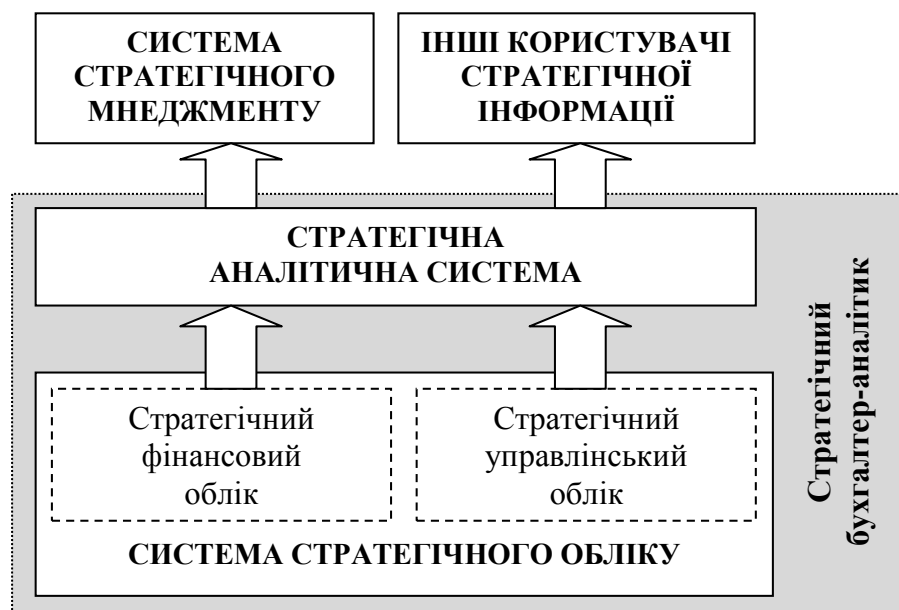 СИСТЕМА
СТРАТЕГІЧНОГО
МНЕДЖМЕНТУ
ІНШІ КОРИСТУВАЧІ
СТРАТЕГІЧНОЇ
ІНФОРМАЦІЇ
СТРАТЕГІЧНА
АНАЛІТИЧНА СИСТЕМА
Стратегічний
фінансовий
облік
Стратегічний
управлінський
облік
СИСТЕМА СТРАТЕГІЧНОГО ОБЛІКУ
Стратегічний
бухгалтер-аналітик